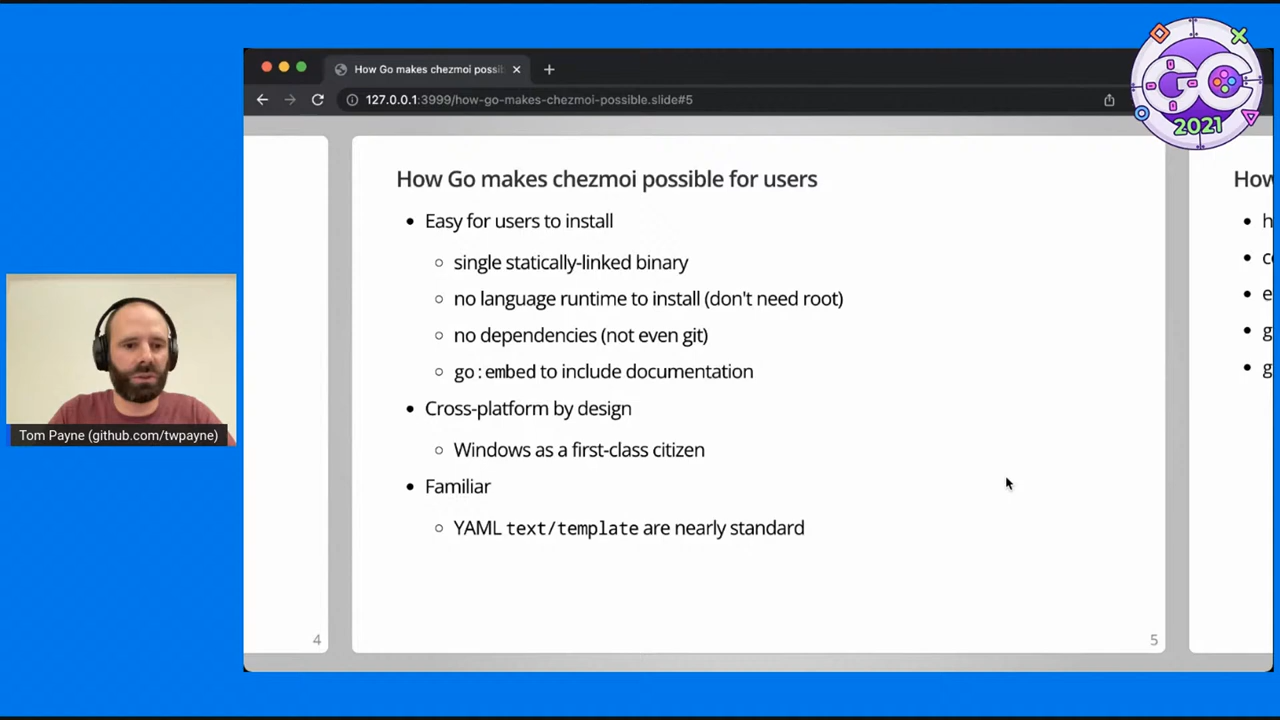 How Go makes chezmoi possi
127.0.0.1:3999/how-go-makes-chezmoi-possible.slide#5
GC
2021
How Go makes chezmoi possible for users
Easy for users to install
single statically-linked binary
no language runtime to install (don't need root)
no dependencies (not even git)
go:embed to include documentation
Cross-platform by design
Windows as a first-class citizen
Familiar
YAML text/template are nearly standard
4
5
How
h
c
e
g
g
Tom Payne (github.com/twpayne)